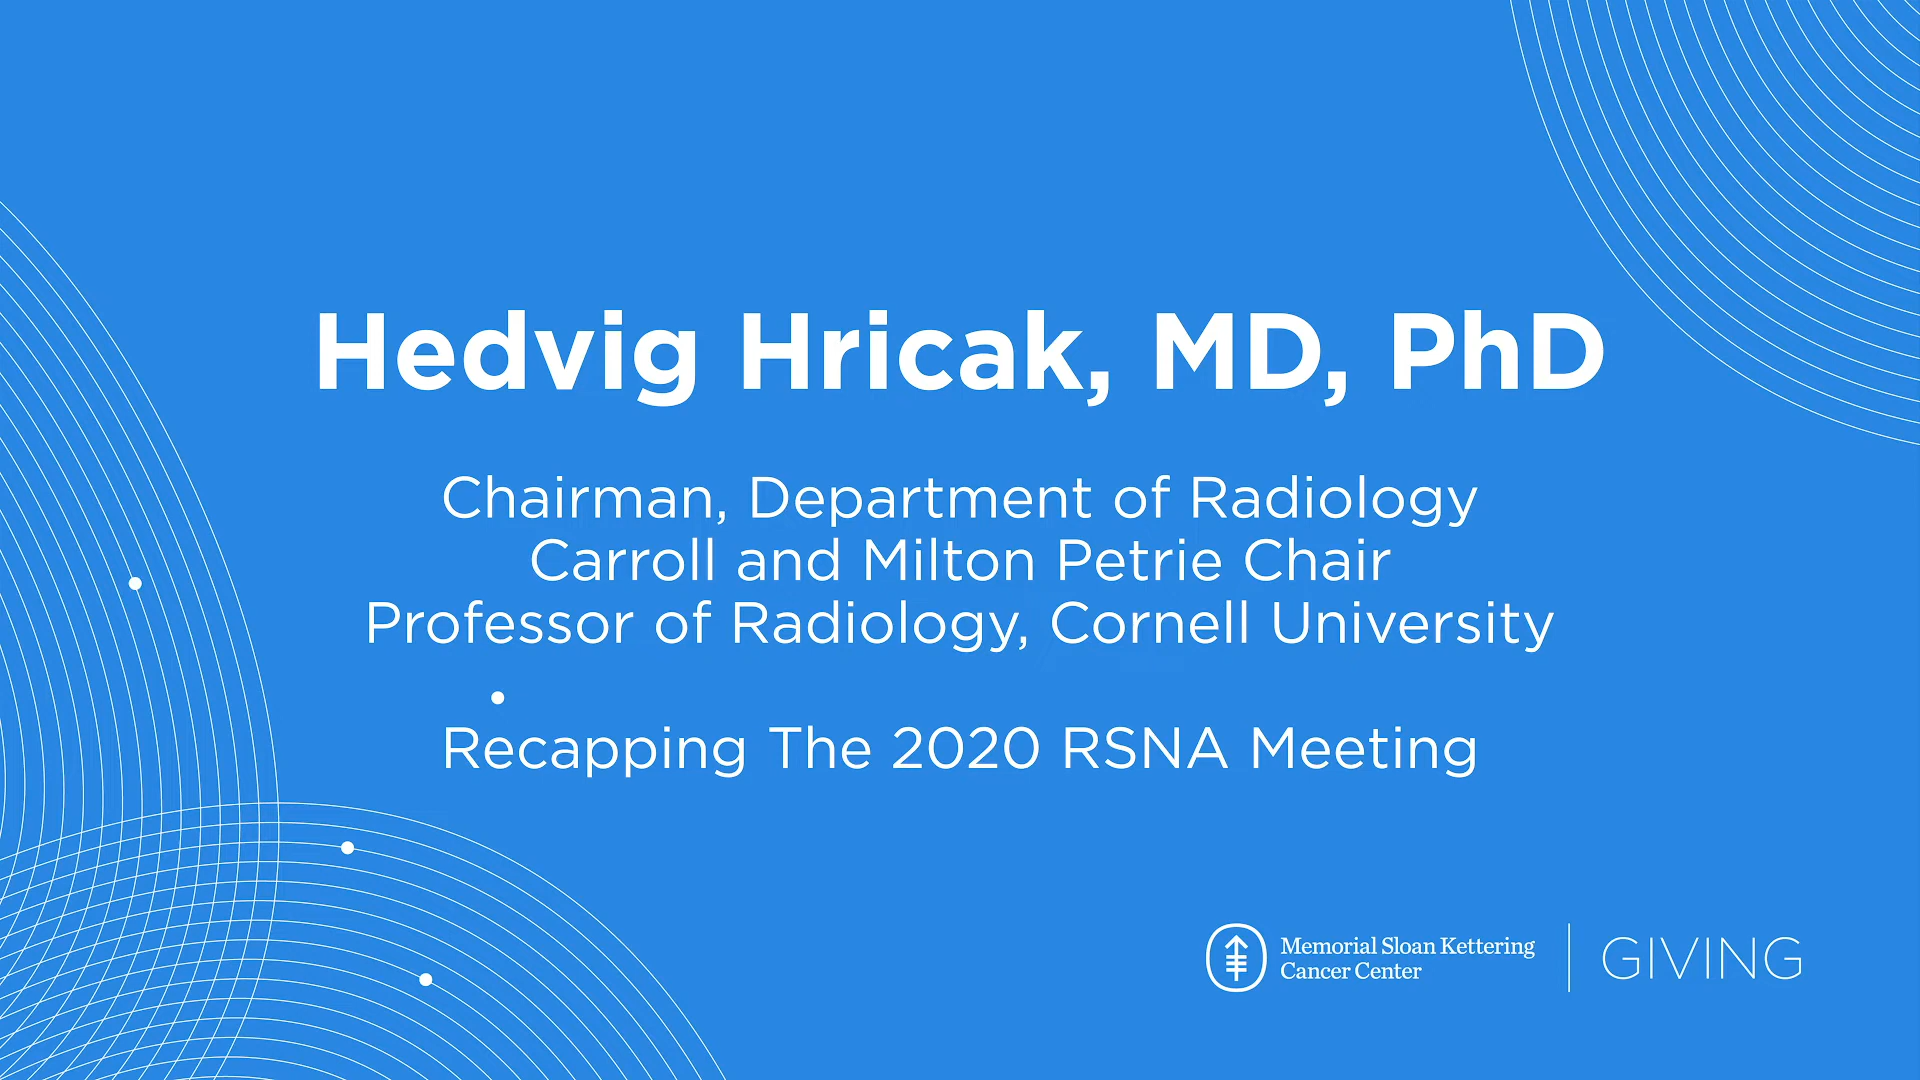 Hedvig Hricak, MD, PhD
Chairman, Department of Radiology
Carroll and Milton Petrie Chair
Professor of Radiology, Cornell University
Recapping The 2020 RSNA Meeting
Memorial Sloan Kettering
Cancer Center
GIVING